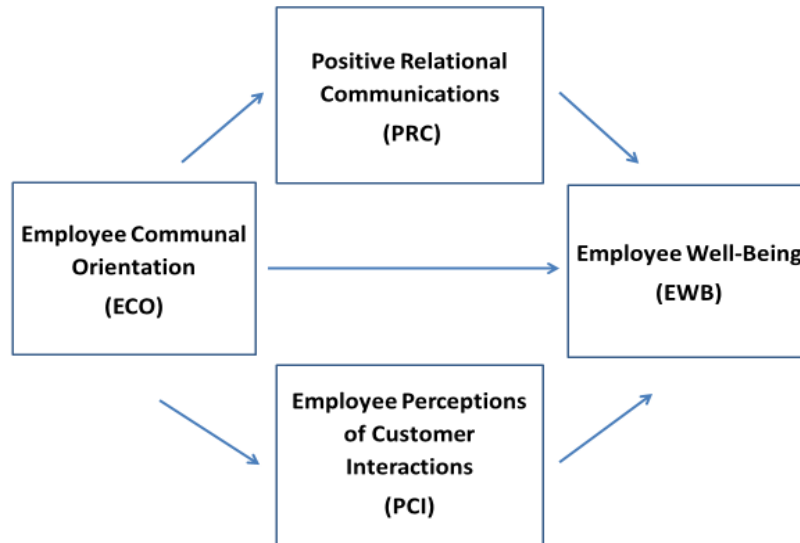 Positive Relational
Communications
(PRC)
Employee Communal
Orientation
(ECO)
Employee Well-Being
(EWB)
Employee Perceptions
of Customer
Interactions
(PCI)